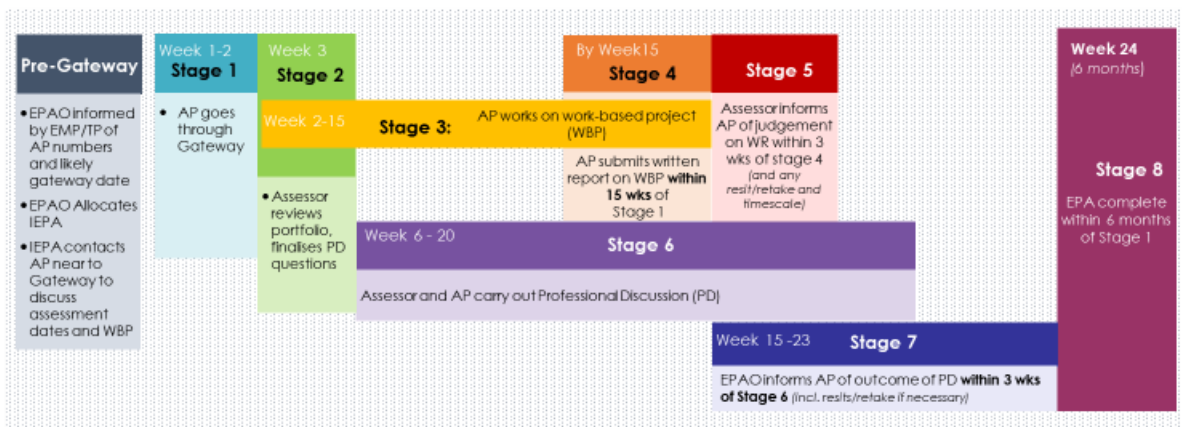 Pre-Gateway
• EPAO informed
by EMP/TP of
AP numbers
and likely
gateway date
• EPAO Allocates
IEPA
• IEPA contacts
AP near to
Gateway to
discuss
assessment
dates and WBP
Week 1-2
Stage 1
• AP goes
through
Gateway
Week 3
Stage 2
• Assessor
reviews
portfolio,
finalises PD
questions
Week 2-15
Stage 3:
AP works on work-based project
(WBP)
By Week15
Stage 4
AP submits written
report on WBP within
15 wks of
Stage 1
Stage 5
Assessor informs
AP of judgement
on WR within 3
wks of stage 4
(and any
resit/retake and
timescale)
Week 6 - 20
Stage 6
Assessor and AP carry out Professional Discussion (PD)
Week 15 -23
Stage 7
EPAO informs AP of outcome of PD within 3 wks
of Stage 6 (incl. resits/retake if necessary)
Week 24
(6 months)
Stage 8
EPA complete
within 6 months
of Stage 1